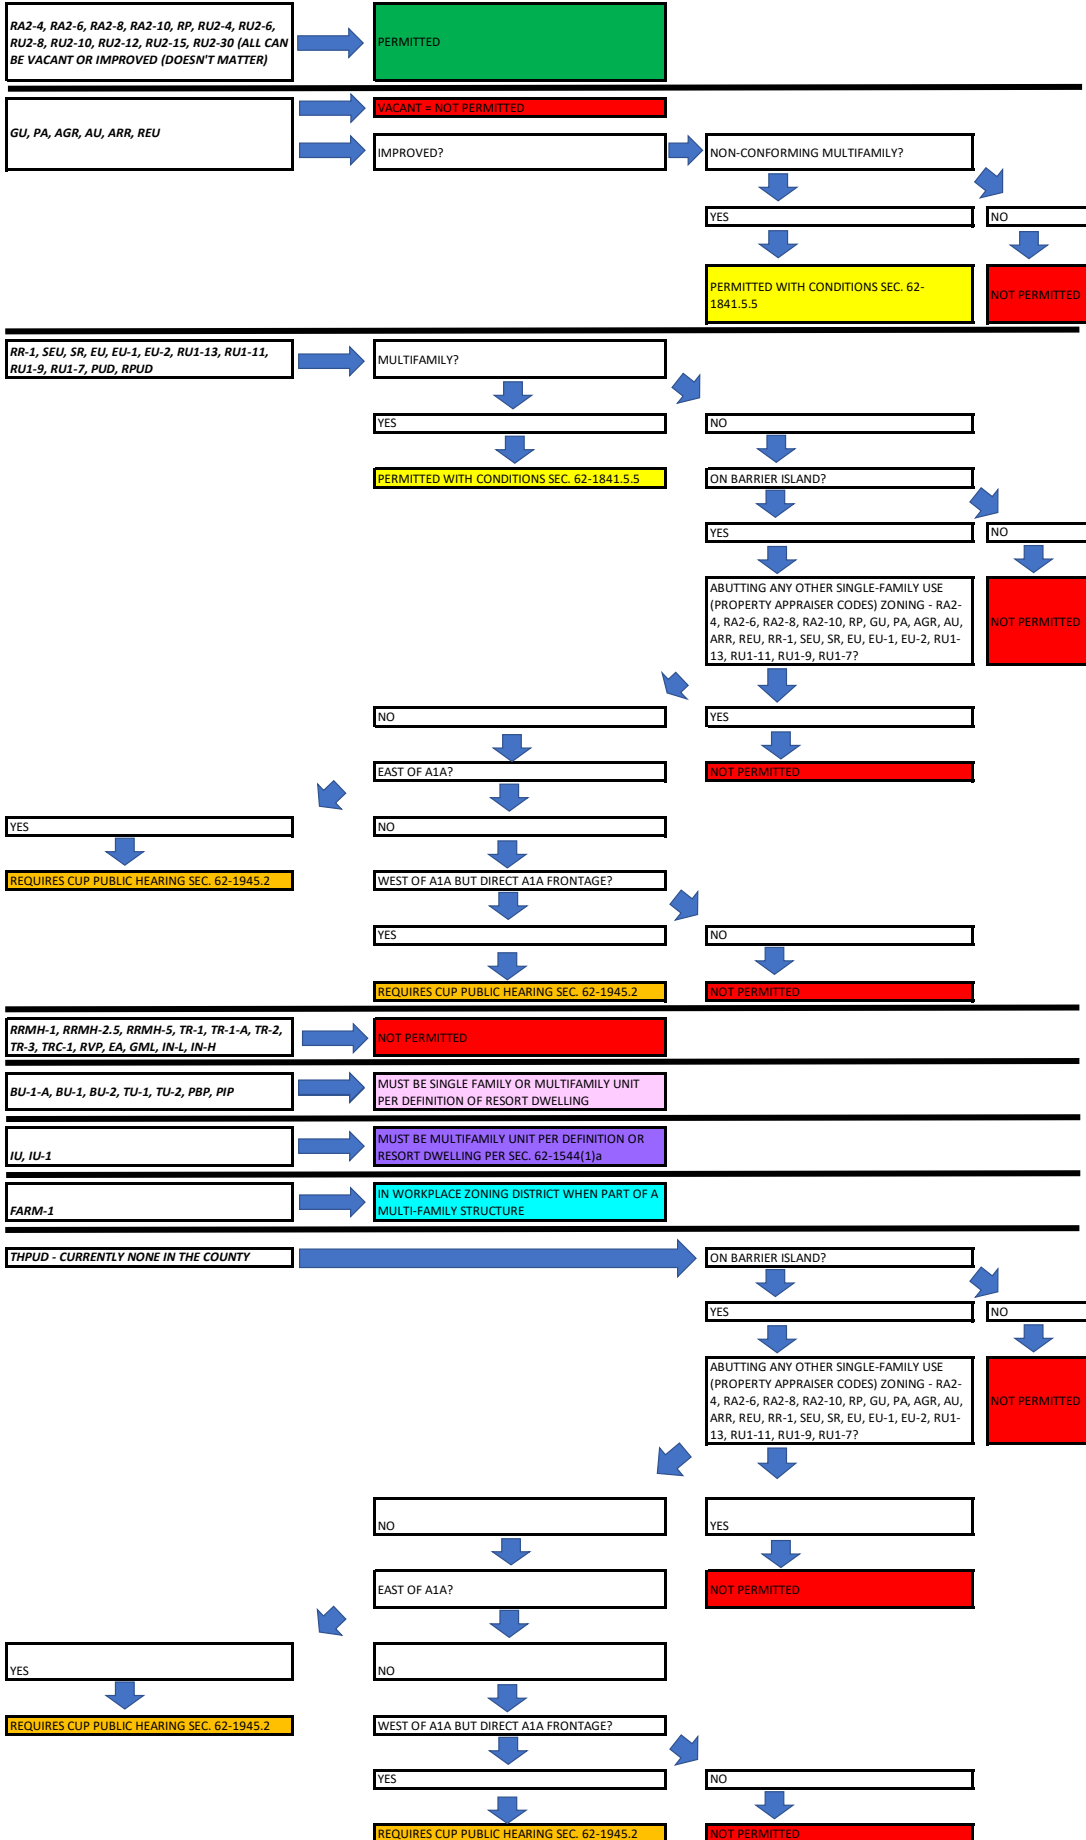 RA2-4, RA2-6, RA2-8, RA2-10, RP, RU2-4, RU2-6,
RU2-8, RU2-10, RU2-12, RU2-15, RU2-30 (ALL CAN
BE VACANT OR IMPROVED (DOESN'T MATTER)
PERMITTED
GU, PA, AGR, AU, ARR, REU
VACANT = NOT PERMITTED
IMPROVED?
NON-CONFORMING MULTIFAMILY?
YES
NO
PERMITTED WITH CONDITIONS SEC. 62-
1841.5.5
NOT PERMITTED
RR-1, SEU, SR, EU, EU-1, EU-2, RU1-13, RU1-11,
RU1-9, RU1-7, PUD, RPUD
MULTIFAMILY?
YES
NO
PERMITTED WITH CONDITIONS SEC. 62-1841.5.5
ON BARRIER ISLAND?
YES
NO
ABUTTING ANY OTHER SINGLE-FAMILY USE
(PROPERTY APPRAISER CODES) ZONING - RA2-
4, RA2-6, RA2-8, RA2-10, RP, GU, PA, AGR, AU,
ARR, REU, RR-1, SEU, SR, EU, EU-1, EU-2, RU1-
13, RU1-11, RU1-9, RU1-7?
NOT PERMITTED
NO
YES
EAST OF A1A?
NOT PERMITTED
YES
NO
REQUIRES CUP PUBLIC HEARING SEC. 62-1945.2
WEST OF A1A BUT DIRECT A1A FRONTAGE?
YES
NO
REQUIRES CUP PUBLIC HEARING SEC. 62-1945.2
NOT PERMITTED
RRMH-1, RRMH-2.5, RRMH-5, TR-1, TR-1-A, TR-2,
TR-3, TRC-1, RVP, EA, GML, IN-L, IN-H
NOT PERMITTED
BU-1-A, BU-1, BU-2, TU-1, TU-2, PBP, PIP
MUST BE SINGLE FAMILY OR MULTIFAMILY UNIT
PER DEFINITION OF RESORT DWELLING
IU, IU-1
MUST BE MULTIFAMILY UNIT PER DEFINITION OR
RESORT DWELLING PER SEC. 62-1544(1)a
FARM-1
IN WORKPLACE ZONING DISTRICT WHEN PART OF A
MULTI-FAMILY STRUCTURE
THPUD - CURRENTLY NONE IN THE COUNTY
ON BARRIER ISLAND?
YES
NO
ABUTTING ANY OTHER SINGLE-FAMILY USE
(PROPERTY APPRAISER CODES) ZONING - RA2-
4, RA2-6, RA2-8, RA2-10, RP, GU, PA, AGR, AU,
ARR, REU, RR-1, SEU, SR, EU, EU-1, EU-2, RU1-
13, RU1-11, RU1-9, RU1-7?
NOT PERMITTED
NO
YES
EAST OF A1A?
NOT PERMITTED
YES
NO
REQUIRES CUP PUBLIC HEARING SEC. 62-1945.2
WEST OF A1A BUT DIRECT A1A FRONTAGE?
YES
NO
REQUIRES CUP PUBLIC HEARING SEC. 62-1945.2
NOT PERMITTED